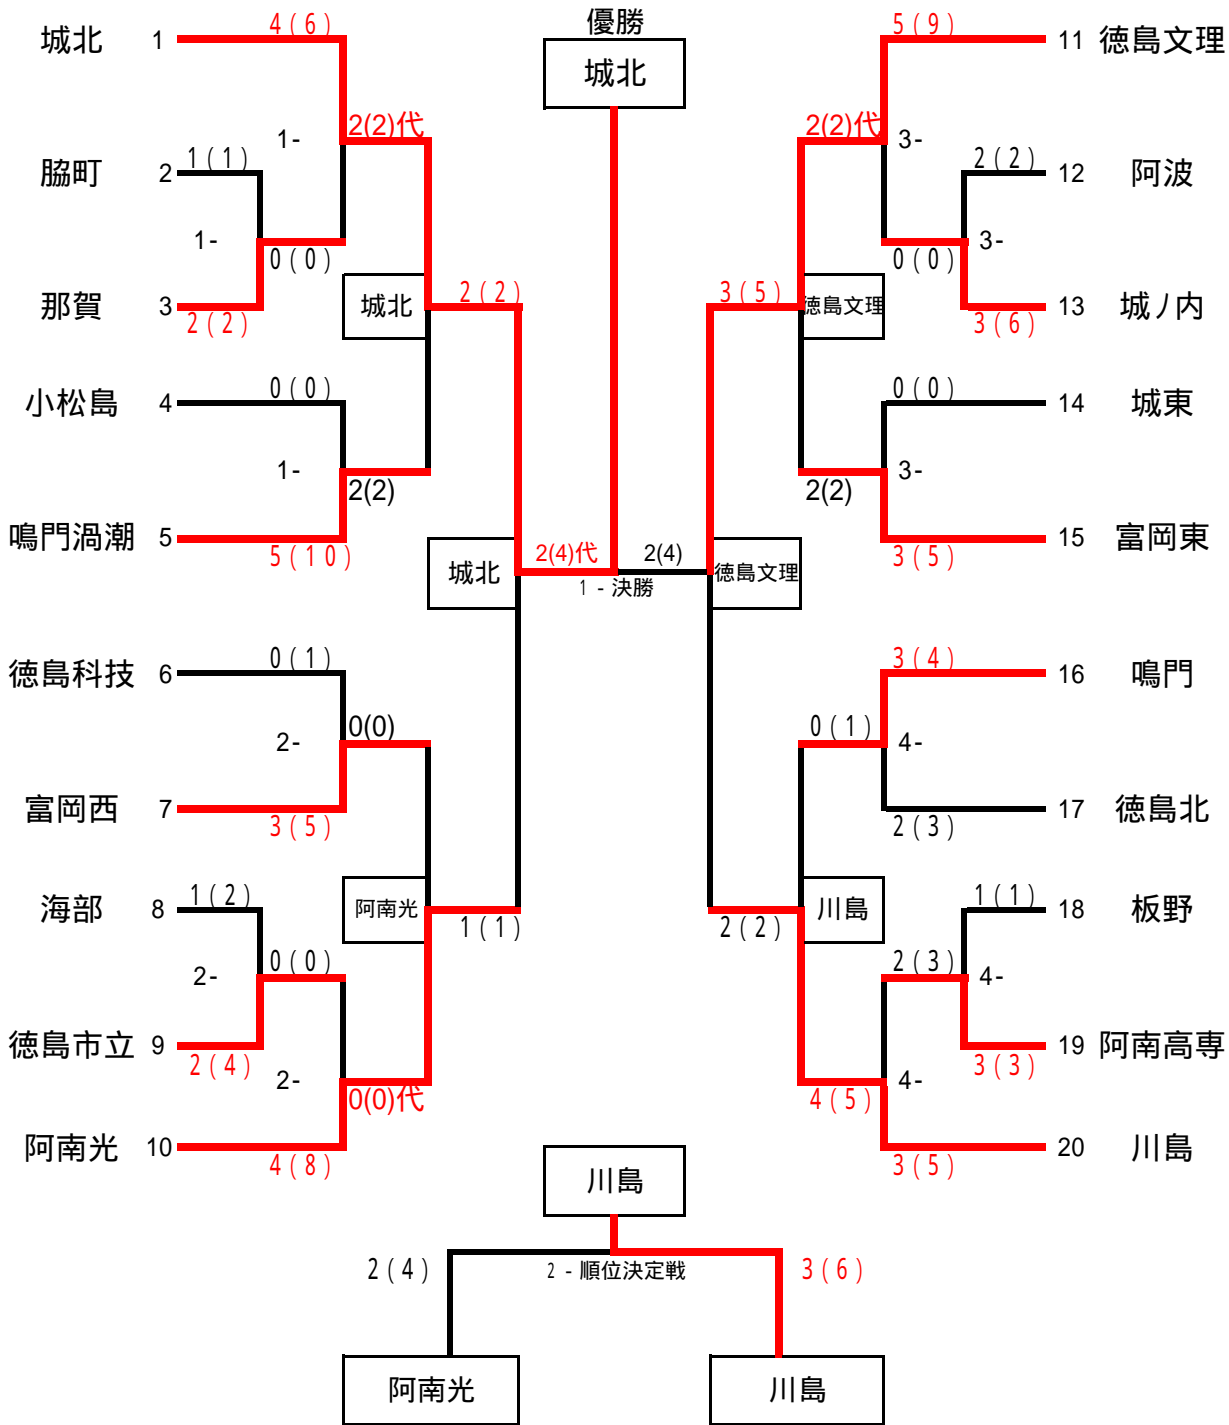 優勝
城北
城北 1 4(6)
脇町 2 1(1)
那賀 3 2(2)
小松島 4 0(0)
鳴門渦潮 5 5(10)
徳島科技 6 0(1)
富岡西 7 3(5)
海部 8 1(2)
徳島市立 9 2(4)
阿南光 10 4(8)
1-
2(2)代
1-
0(0)
城北
2(2)
1-
2(2)
城北
2(4)代
1 - 決勝
2-
0(0)
阿南光
1(1)
2-
0(0)
2-
0(0)代
5(9) 11 徳島文理
2(2) 12 阿波
3(6) 13 城ノ内
0(0) 14 城東
3(5) 15 富岡東
3(4) 16 鳴門
2(3) 17 徳島北
1(1) 18 板野
3(3) 19 阿南高専
3(5) 20 川島
2(2)代
3-
3-
0(0)
3(5)
徳島文理
3-
2(2)
2(4)
徳島文理
0(1)
4-
川島
2(2)
2(3)
4-
4-
4(5)
川島
2(4)
2 - 順位決定戦
3(6)
阿南光
川島